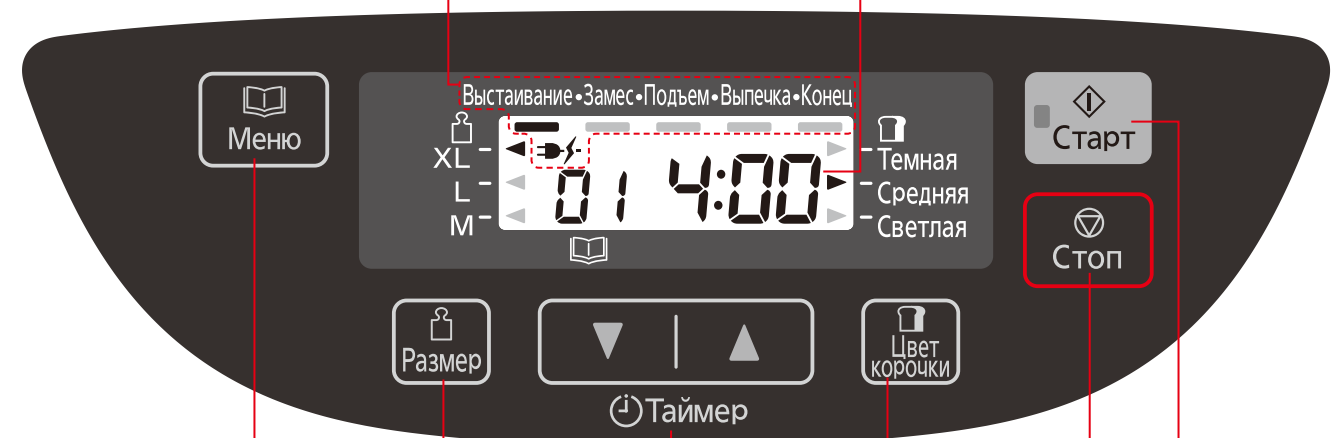 Выстаивание•Замес•Подъем•Выпечка•Конец
Меню
XL
L
M
01 4:00
Темная
Средняя
Светлая
Старт
Стоп
Размер
Цвет
корочки
Таймер